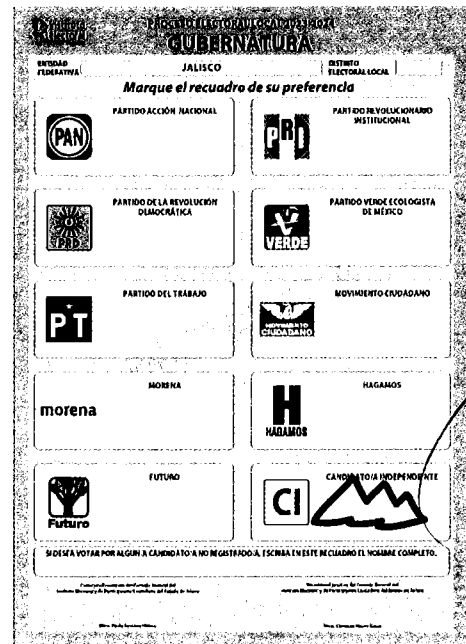 PROCESO ELECTORAL LOCAL 2023-2024
GUBERNATURA
ENTIDAD FEDERATIVA
JALISCO
DISTRITO ELECTORAL LOCAL
Marque el recuadro de su preferencia
PAN
PARTIDO ACCIÓN NACIONAL
PRI
PARTIDO REVOLUCIONARIO
INSTITUCIONAL
PRD
PARTIDO DE LA REVOLUCIÓN
DEMOCRÁTICA
VERDE
PARTIDO VERDE ECOLOGISTA
DE MÉXICO
PT
PARTIDO DEL TRABAJO
MOVIMIENTO
CIUDADANO
MOVIMIENTO CIUDADANO
morena
MORENA
H
HAGAMOS
HAGAMOS
Futuro
FUTURO
CI
CANDIDATO/A INDEPENDIENTE
SI DESEA VOTAR POR ALGUN/A CANDIDATO/A NO REGISTRADO/A, ESCRIBA EN ESTE RECUADRO EL NOMBRE COMPLETO.